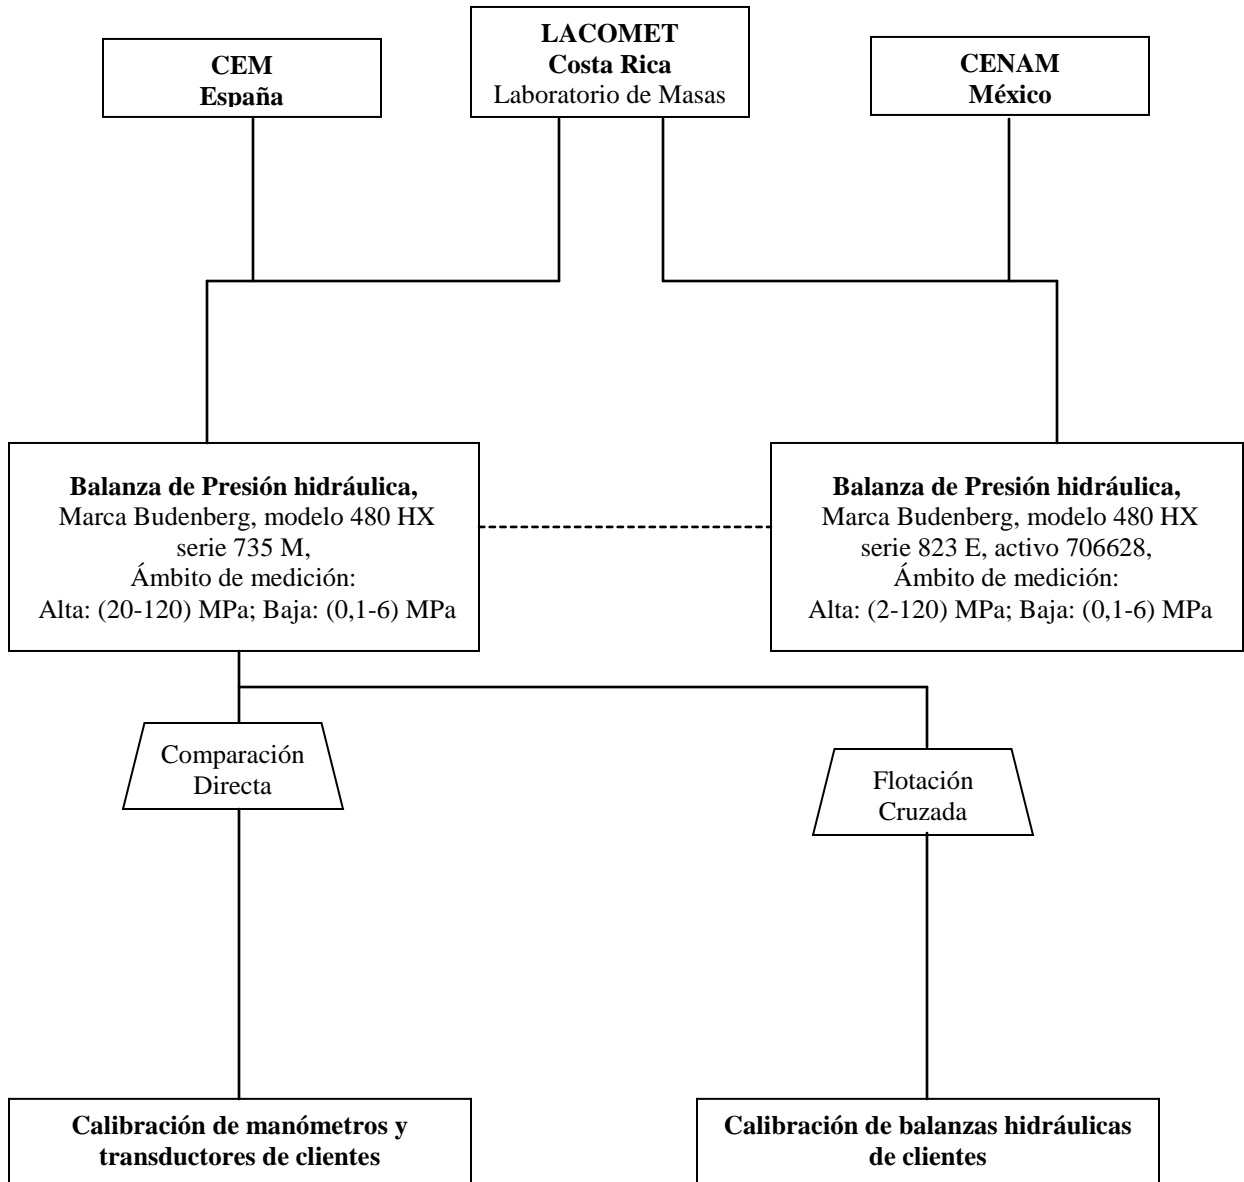 CEM
España
LACOMET
Costa Rica
Laboratorio de Masas
CENAM
México
Balanza de Presión hidráulica,
Marca Budenberg, modelo 480 HX
serie 735 M,
Ámbito de medición:
Alta: (20-120) MPa; Baja: (0,1-6) MPa
Balanza de Presión hidráulica,
Marca Budenberg, modelo 480 HX
serie 823 E, activo 706628,
Ámbito de medición:
Alta: (2-120) MPa; Baja: (0,1-6) MPa
Comparación
Directa
Flotación
Cruzada
Calibración de manómetros y
transductores de clientes
Calibración de balanzas hidráulicas
de clientes